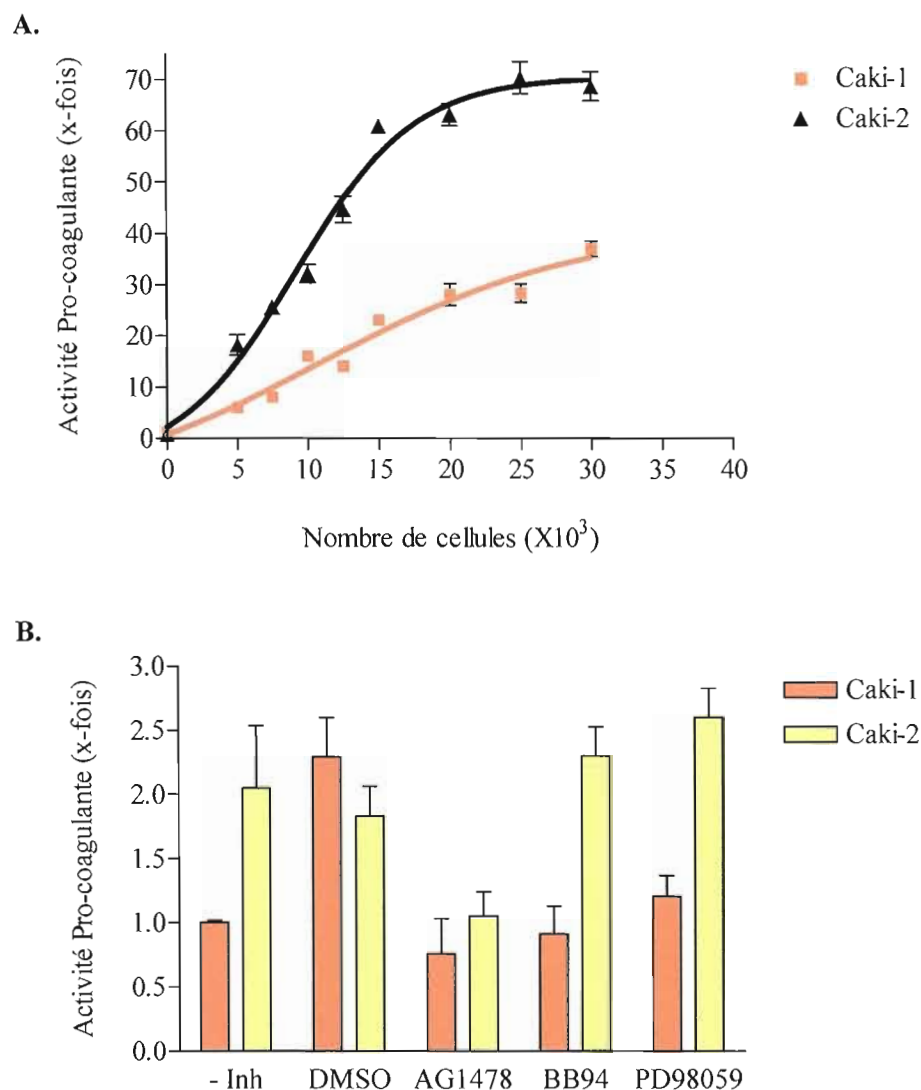 A.
Activité Pro-coagulante (x-fois)
70
60
50
40
30
20
10
0
0 5 10 15 20 25 30 35 40
Nombre de cellules (X10³)
Caki-1
Caki-2
B.
Activité Pro-coagulante (x-fois)
3.0
2.5
2.0
1.5
1.0
0.5
0.0
- Inh DMSO AG1478 BB94 PD98059
Caki-1
Caki-2